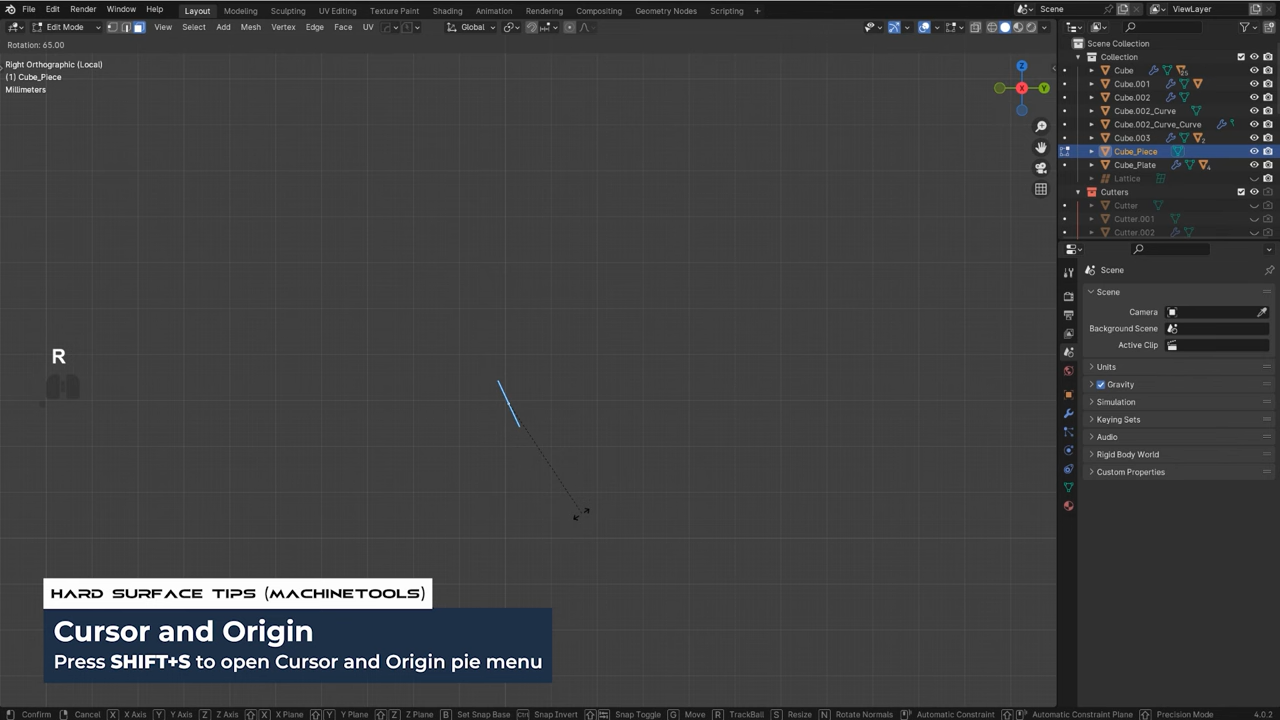 File Edit Render Window Help Layout Modeling Sculpting UV Editing Texture Paint Shading Animation Rendering Compositing Geometry Nodes Scripting + Scene ViewLayer
Edit Mode View Select Add Mesh Vertex Edge Face UV Global
Rotation: 65.00
Right Orthographic (Local)
(1) Cube_Piece
Millimeters
Z
X
Y
R
HARD SURFACE TIPS (MACHINETOOLS)
Cursor and Origin
Press SHIFT+S to open Cursor and Origin pie menu
Scene Collection
Collection
Cube
Cube.001
Cube.002
Cube.002_Curve
Cube.002_Curve_Curve
Cube.003
Cube_Piece
Cube_Plate
Lattice
Cutters
Cutter
Cutter.001
Cutter.002
Scene
Scene
Camera
Background Scene
Active Clip
Units
Gravity
Simulation
Keying Sets
Audio
Rigid Body World
Custom Properties
Confirm Cancel X X Axis Y Y Axis Z Z Axis X X Plane Y Y Plane Z Z Plane B Set Snap Base Ctrl Snap Invert Snap Toggle G Move R TrackBall S Resize N Rotate Normals Automatic Constraint Automatic Constraint Plane Precision Mode 4.0.2